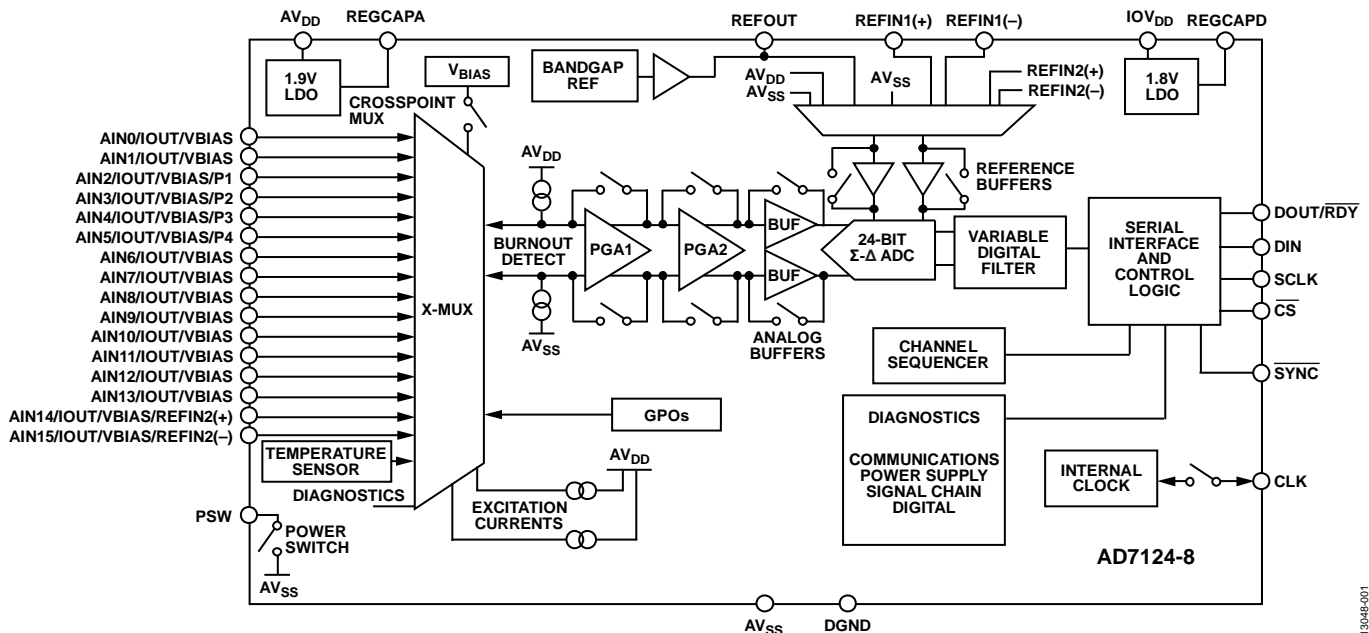 AVDD
REGCAPA
REFOUT
REFIN1(+)
REFIN1(–)
IOVDD
REGCAPD
1.9V
LDO
VBIAS
BANDGAP
REF
AVDD
AVSS
AVSS
REFIN2(+)
REFIN2(–)
1.8V
LDO
CROSSPOINT
MUX
AIN0/IOUT/VBIAS
AIN1/IOUT/VBIAS
AIN2/IOUT/VBIAS/P1
AIN3/IOUT/VBIAS/P2
AIN4/IOUT/VBIAS/P3
AIN5/IOUT/VBIAS/P4
AIN6/IOUT/VBIAS
AIN7/IOUT/VBIAS
AIN8/IOUT/VBIAS
AIN9/IOUT/VBIAS
AIN10/IOUT/VBIAS
AIN11/IOUT/VBIAS
AIN12/IOUT/VBIAS
AIN13/IOUT/VBIAS
AIN14/IOUT/VBIAS/REFIN2(+)
AIN15/IOUT/VBIAS/REFIN2(–)
X-MUX
AVDD
BURNOUT
DETECT
AVSS
PGA1
PGA2
BUF
BUF
ANALOG
BUFFERS
REFERENCE
BUFFERS
24-BIT
Σ-Δ ADC
VARIABLE
DIGITAL
FILTER
SERIAL
INTERFACE
AND
CONTROL
LOGIC
DOUT/RDY
DIN
SCLK
CS
SYNC
CHANNEL
SEQUENCER
GPOs
DIAGNOSTICS
COMMUNICATIONS
POWER SUPPLY
SIGNAL CHAIN
DIGITAL
TEMPERATURE
SENSOR
DIAGNOSTICS
AVDD
EXCITATION
CURRENTS
INTERNAL
CLOCK
CLK
PSW
POWER
SWITCH
AVSS
AD7124-8
AVSS
DGND
13048-001